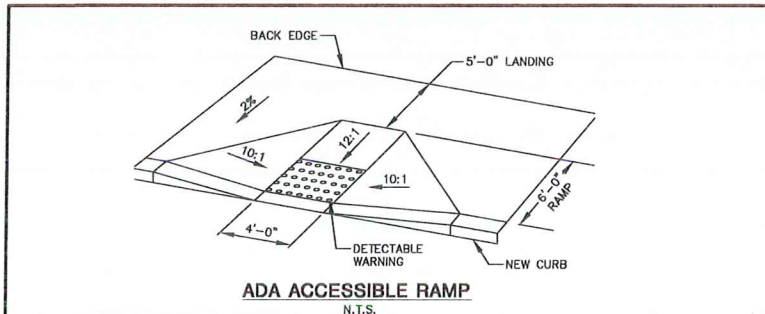 BACK EDGE
5'-0" LANDING
2%
12:1
10:1
10:1
6'-0"
RAMP
4'-0"
DETECTABLE
WARNING
NEW CURB
ADA ACCESSIBLE RAMP
N.T.S.